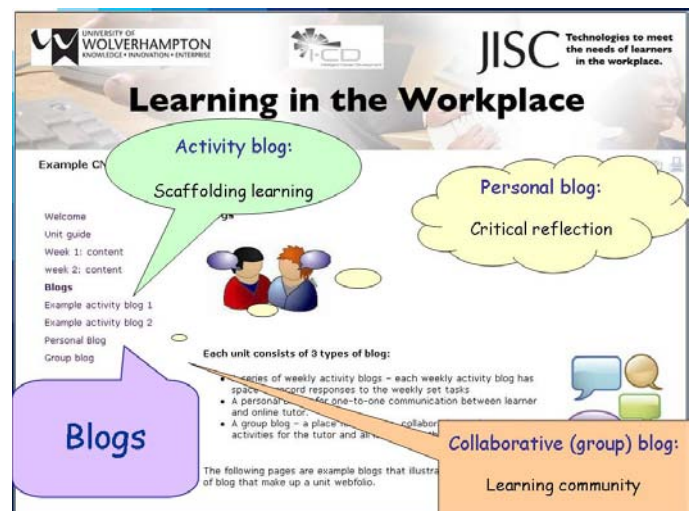 UNIVERSITY OF
WOLVERHAMPTON
KNOWLEDGE • INNOVATION • ENTERPRISE
I-CD
JISC
Technologies to meet
the needs of learners
in the workplace.
Learning in the Workplace
Example
Activity blog:
Scaffolding learning
Personal blog:
Critical reflection
Welcome
Unit guide
Week 1: content
week 2: content
Blogs
Example activity blog 1
Example activity blog 2
Personal Blog
Group blog
Each unit consists of 3 types of blog:
series of weekly activity blogs – each weekly activity blog has
space record responses to the weekly set tasks
• A personal for one-to-one communication between learner
and online tutor.
• A group blog – a place
activities for the tutor and
The following pages are example blogs that
of blog that make up a unit webfolio.
Blogs
Collaborative (group) blog:
Learning community